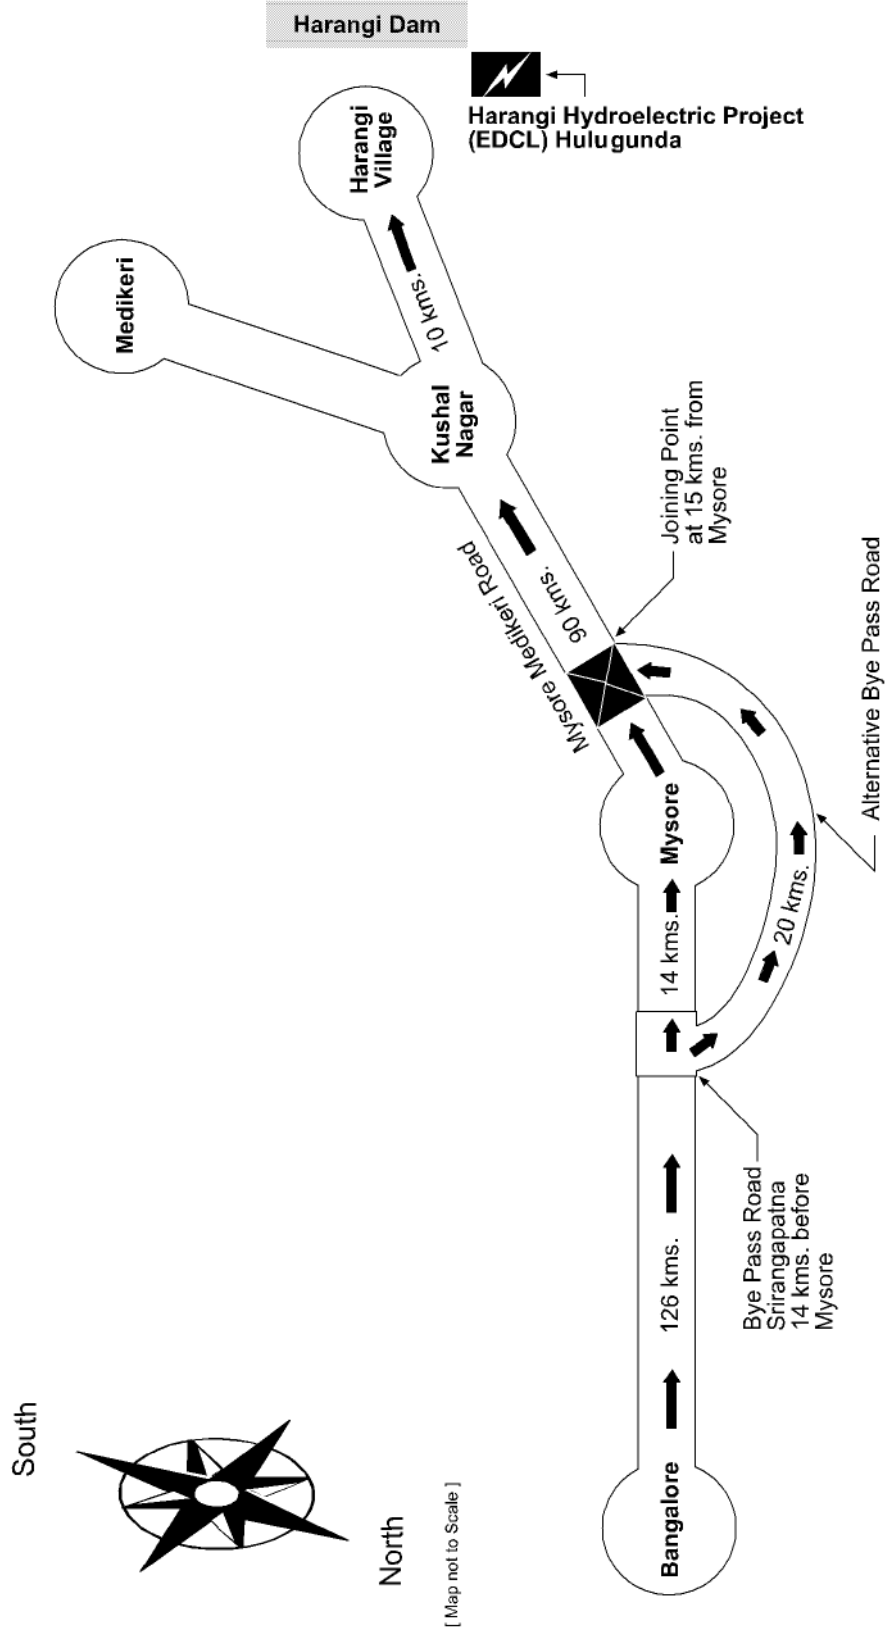 Harangi Dam
Harangi Hydroelectric Project
(EDCL) Hulugunda
Harangi
Village
Medikeri
10 kms.
Kushal
Nagar
Mysore Medikeri Road
90 kms.
Joining Point
at 15 kms. from
Mysore
Mysore
14 kms.
20 kms.
Alternative Bye Pass Road
Bye Pass Road
Srirangapatna
14 kms. before
Mysore
126 kms.
Bangalore
South
North
[ Map not to Scale ]